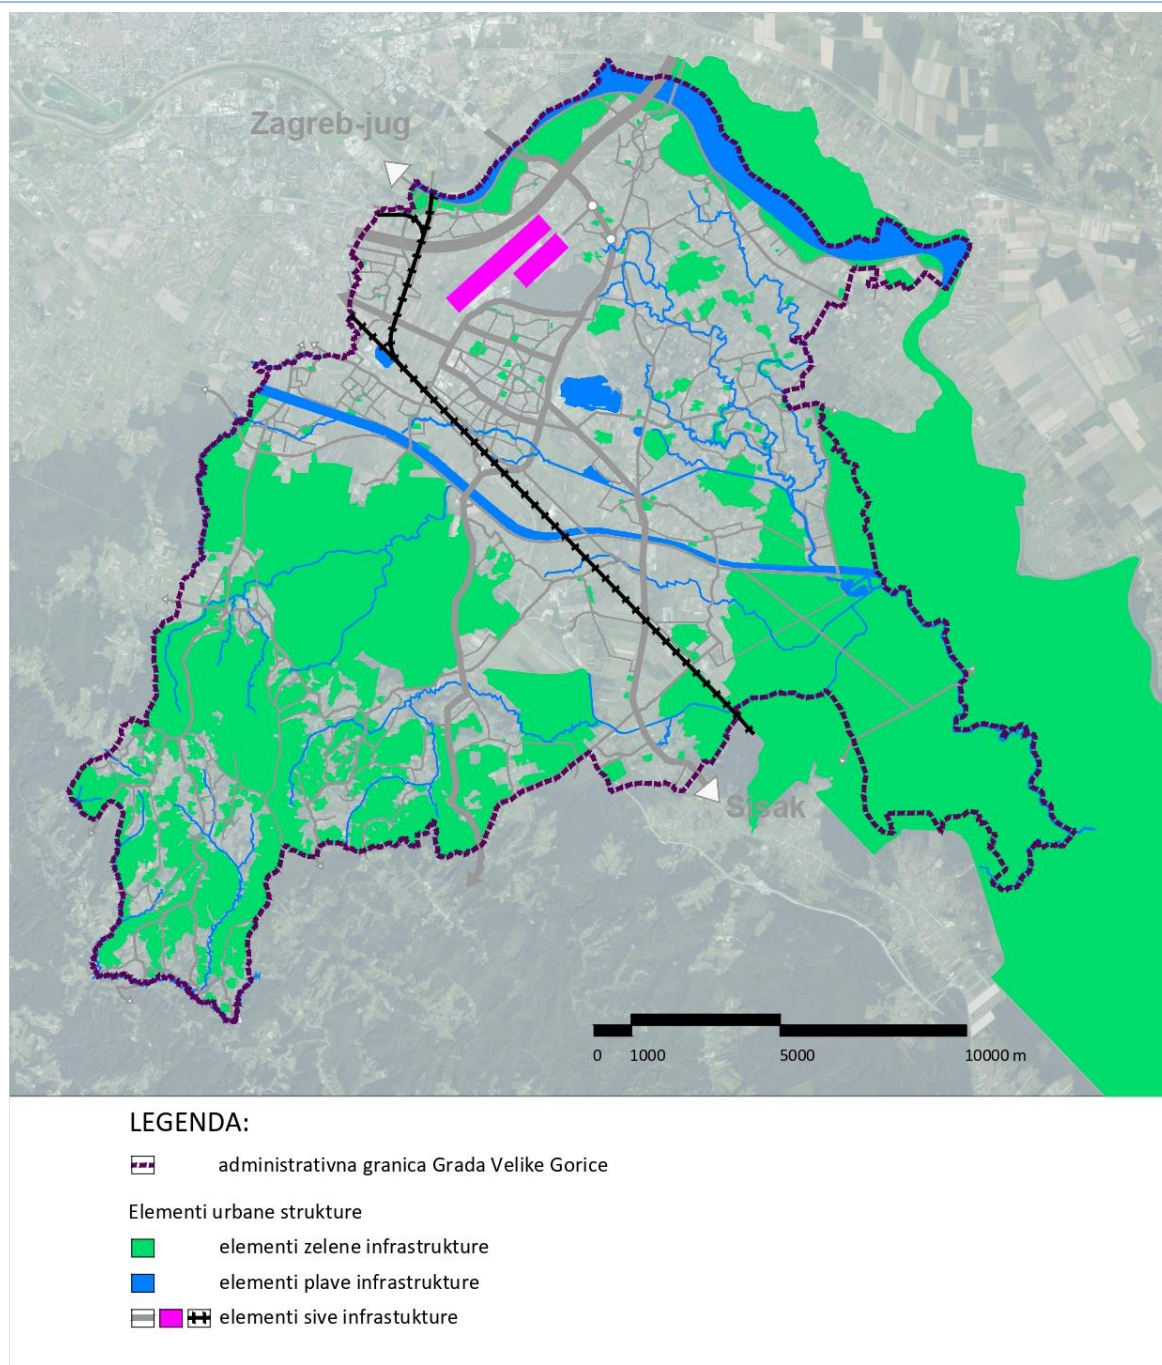 Zagreb-jug
Sisak
0 1000 5000 10000 m
LEGENDA:
administrativna granica Grada Velike Gorice
Elementi urbane strukture
elementi zelene infrastrukture
elementi plave infrastrukture
elementi sive infrastukture